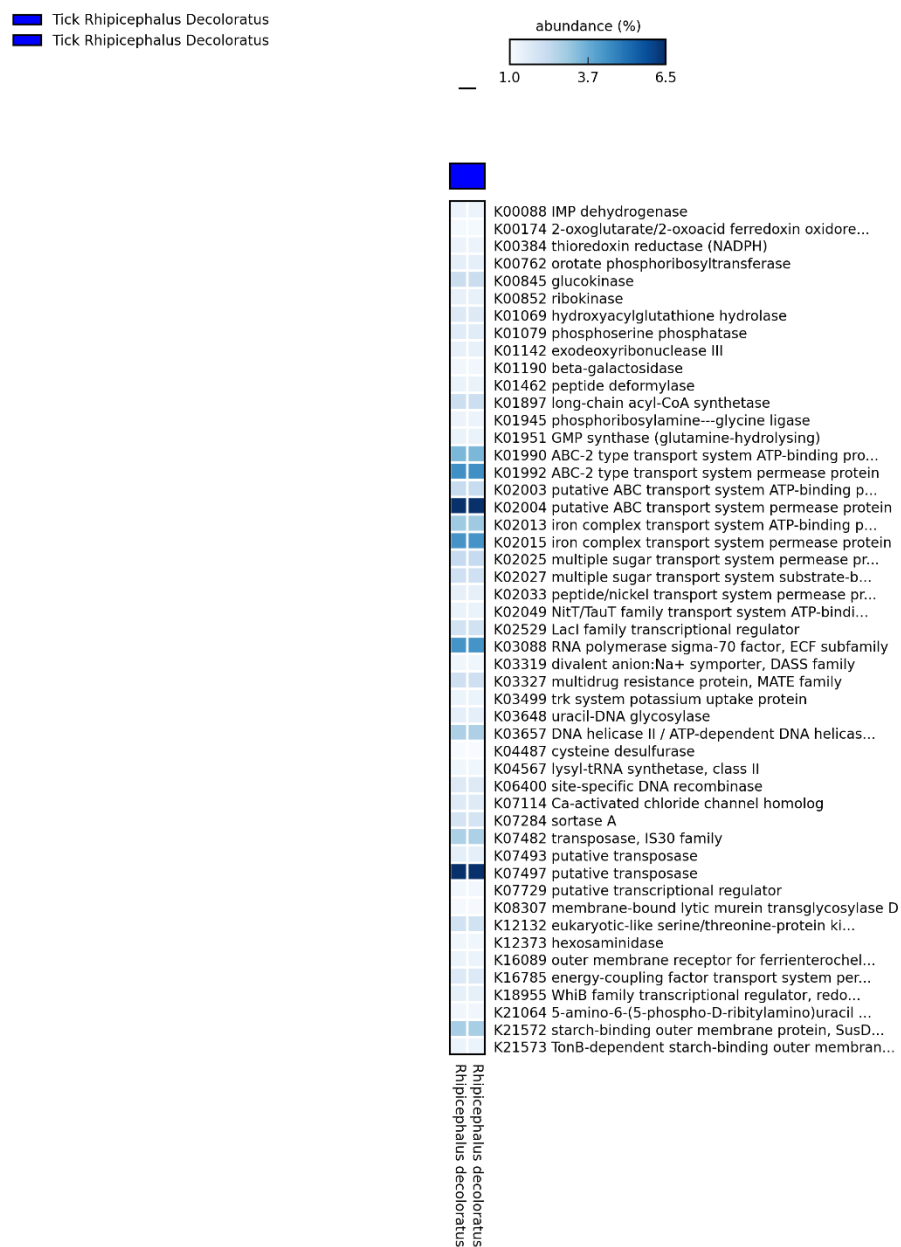 Tick Rhipicephalus Decoloratus
Tick Rhipicephalus Decoloratus
abundance (%)
1.0 3.7 6.5
K00088 IMP dehydrogenase
K00174 2-oxoglutarate/2-oxoacid ferredoxin oxidore...
K00384 thioredoxin reductase (NADPH)
K00762 orotate phosphoribosyltransferase
K00845 glucokinase
K00852 ribokinase
K01069 hydroxyacylglutathione hydrolase
K01079 phosphoserine phosphatase
K01142 exodeoxyribonuclease III
K01190 beta-galactosidase
K01462 peptide deformylase
K01897 long-chain acyl-CoA synthetase
K01945 phosphoribosylamine---glycine ligase
K01951 GMP synthase (glutamine-hydrolysing)
K01990 ABC-2 type transport system ATP-binding pro...
K01992 ABC-2 type transport system permease protein
K02003 putative ABC transport system ATP-binding p...
K02004 putative ABC transport system permease protein
K02013 iron complex transport system ATP-binding p...
K02015 iron complex transport system permease protein
K02025 multiple sugar transport system permease pr...
K02027 multiple sugar transport system substrate-b...
K02033 peptide/nickel transport system permease pr...
K02049 NitT/TauT family transport system ATP-bindi...
K02529 LacI family transcriptional regulator
K03088 RNA polymerase sigma-70 factor, ECF subfamily
K03319 divalent anion:Na+ symporter, DASS family
K03327 multidrug resistance protein, MATE family
K03499 trk system potassium uptake protein
K03648 uracil-DNA glycosylase
K03657 DNA helicase II / ATP-dependent DNA helicas...
K04487 cysteine desulfurase
K04567 lysyl-tRNA synthetase, class II
K06400 site-specific DNA recombinase
K07114 Ca-activated chloride channel homolog
K07284 sortase A
K07482 transposase, IS30 family
K07493 putative transposase
K07497 putative transposase
K07729 putative transcriptional regulator
K08307 membrane-bound lytic murein transglycosylase D
K12132 eukaryotic-like serine/threonine-protein ki...
K12373 hexosaminidase
K16089 outer membrane receptor for ferrienterochel...
K16785 energy-coupling factor transport system per...
K18955 WhiB family transcriptional regulator, redo...
K21064 5-amino-6-(5-phospho-D-ribitylamino)uracil ...
K21572 starch-binding outer membrane protein, SusD...
K21573 TonB-dependent starch-binding outer membran...
Rhipicephalus decoloratus
Rhipicephalus decoloratus